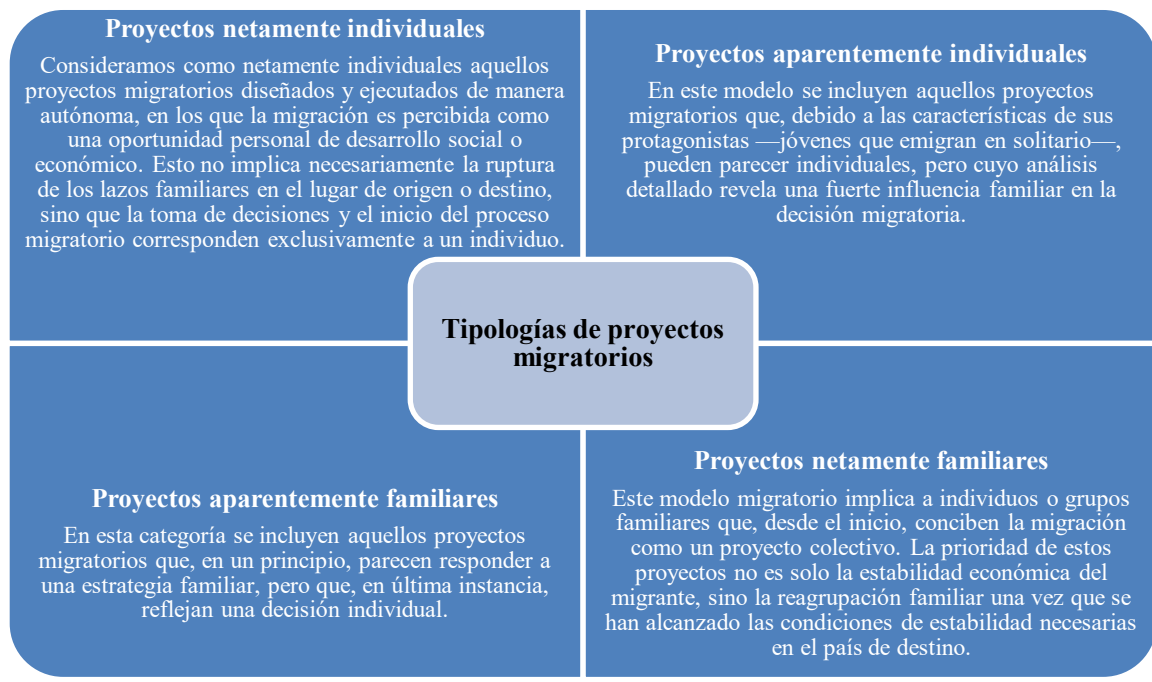 Proyectos netamente individuales
Consideramos como netamente individuales aquellos
proyectos migratorios diseñados y ejecutados de manera
autónoma, en los que la migración es percibida como
una oportunidad personal de desarrollo social o
económico. Esto no implica necesariamente la ruptura
de los lazos familiares en el lugar de origen o destino,
sino que la toma de decisiones y el inicio del proceso
migratorio corresponden exclusivamente a un individuo.
Proyectos aparentemente individuales
En este modelo se incluyen aquellos proyectos
migratorios que, debido a las características de sus
protagonistas —jóvenes que emigran en solitario—,
pueden parecer individuales, pero cuyo análisis
detallado revela una fuerte influencia familiar en la
decisión migratoria.
Tipologías de proyectos
migratorios
Proyectos aparentemente familiares
En esta categoría se incluyen aquellos proyectos
migratorios que, en un principio, parecen responder a
una estrategia familiar, pero que, en última instancia,
reflejan una decisión individual.
Proyectos netamente familiares
Este modelo migratorio implica a individuos o grupos
familiares que, desde el inicio, conciben la migración
como un proyecto colectivo. La prioridad de estos
proyectos no es solo la estabilidad económica del
migrante, sino la reagrupación familiar una vez que se
han alcanzado las condiciones de estabilidad necesarias
en el país de destino.